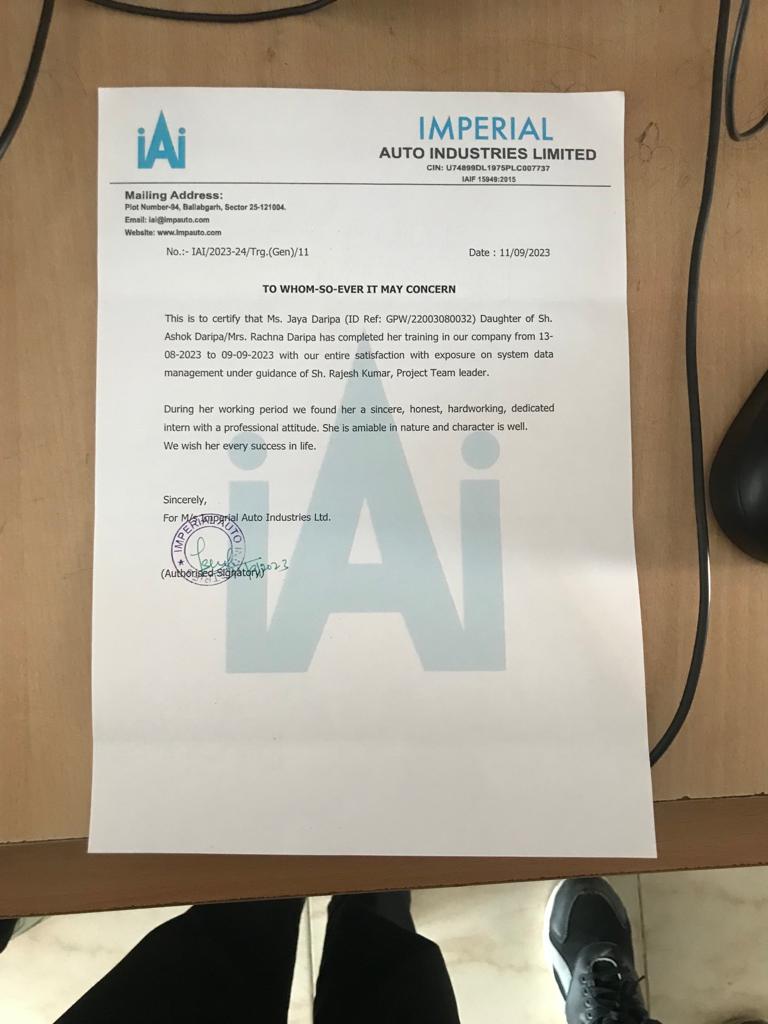 iAi
IMPERIAL
AUTO INDUSTRIES LIMITED
CIN: U74899DL1975PLC007737
IAIF 15949:2015
Mailing Address:
Plot Number-94, Ballabgarh, Sector 25-121004.
Email: iai@impauto.com
Website: www.impauto.com
No.:- IAI/2023-24/Trg.(Gen)/11
Date : 11/09/2023
TO WHOM-SO-EVER IT MAY CONCERN
This is to certify that Ms. Jaya Daripa (ID Ref: GPW/22003080032) Daughter of Sh.
Ashok Daripa/Mrs. Rachna Daripa has completed her training in our company from 13-
08-2023 to 09-09-2023 with our entire satisfaction with exposure on system data
management under guidance of Sh. Rajesh Kumar, Project Team leader.
During her working period we found her a sincere, honest, hardworking, dedicated
intern with a professional attitude. She is amiable in nature and character is well.
We wish her every success in life.
Sincerely,
For M/s Imperial Auto Industries Ltd.
IMPERIAL AUTO
(Authorised Signatory)
iAi